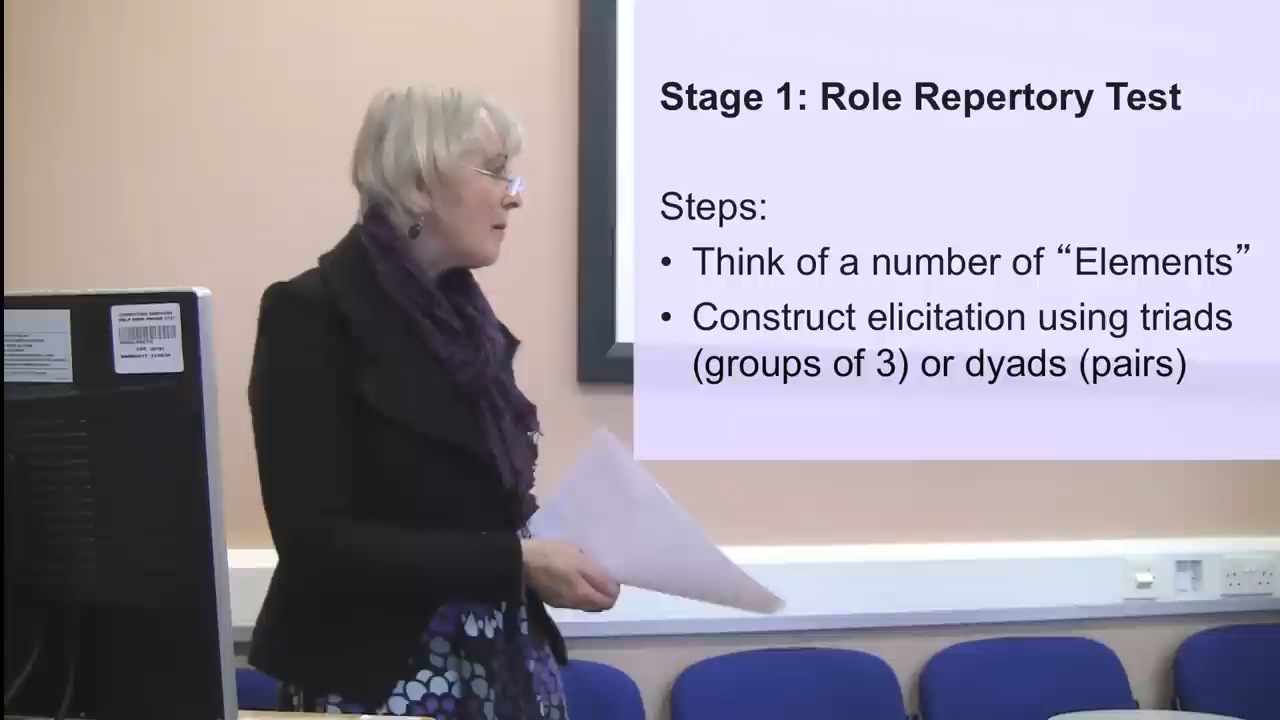 Stage 1: Role Repertory Test
Steps:
• Think of a number of “Elements”
• Construct elicitation using triads
(groups of 3) or dyads (pairs)